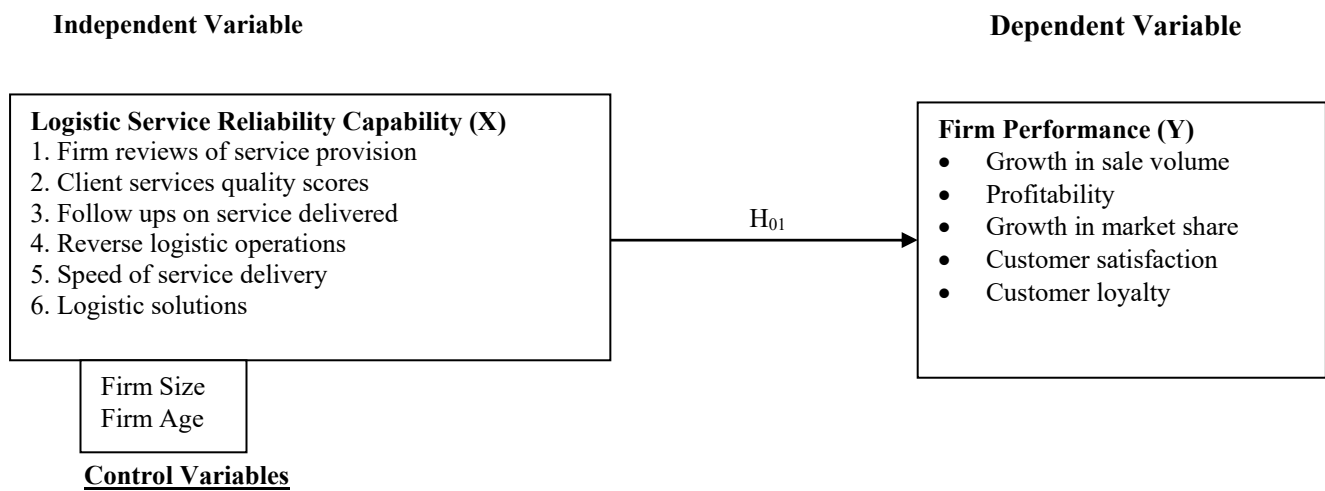 Independent Variable
Dependent Variable
Logistic Service Reliability Capability (X)
1. Firm reviews of service provision
2. Client services quality scores
3. Follow ups on service delivered
4. Reverse logistic operations
5. Speed of service delivery
6. Logistic solutions
H01
Firm Performance (Y)
• Growth in sale volume
• Profitability
• Growth in market share
• Customer satisfaction
• Customer loyalty
Firm Size
Firm Age
Control Variables